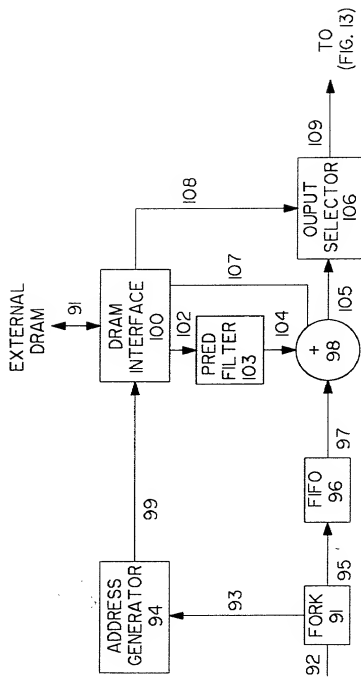 EXTERNAL
DRAM
91
ADDRESS
GENERATOR
94
99
DRAM
INTERFACE
100
108
102
107
PRED
FILTER
103
104
93
92
FORK
91
95
FIFO
96
97
+
98
105
OUPUT
SELECTOR
106
109
TO
(FIG. 13)